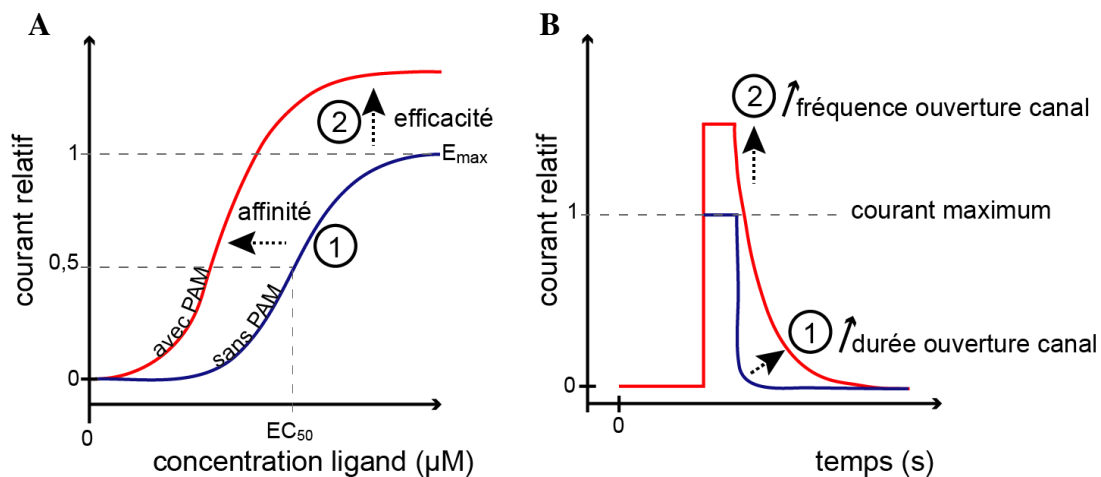 A
courant relatif
1
0,5
0
0
2
efficacité
E_max
affinité
1
avec PAM
sans PAM
EC₅₀
concentration ligand (µM)
B
courant relatif
1
0
0
2 ↗fréquence ouverture canal
courant maximum
1 ↗durée ouverture canal
temps (s)